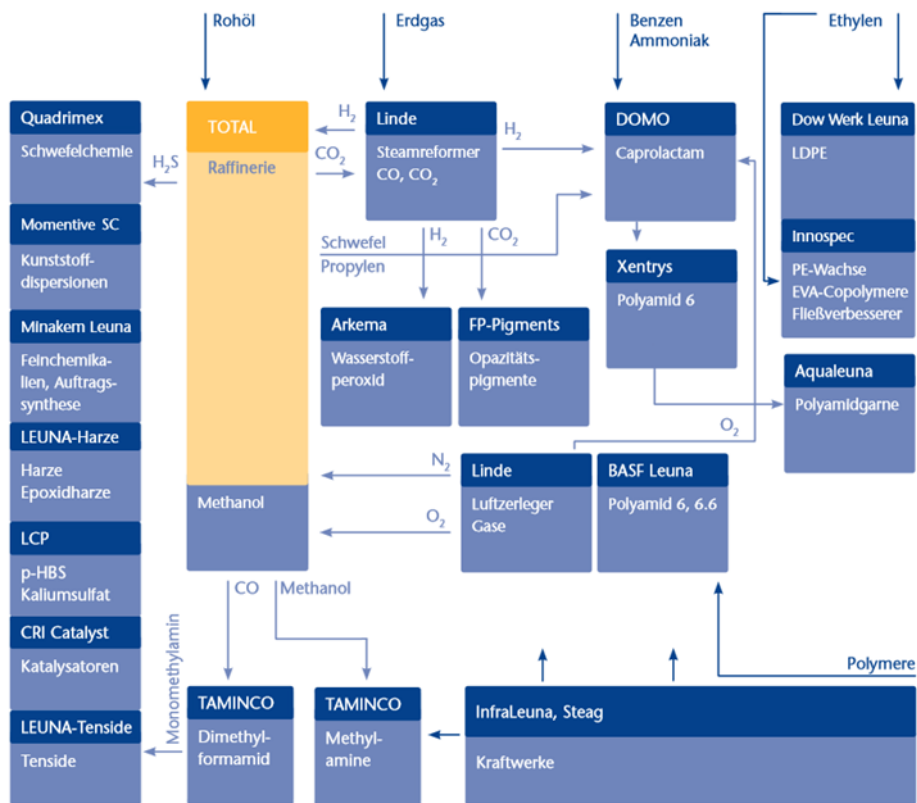 Rohöl
Erdgas
Benzen
Ammoniak
Ethylen
Quadrimex
Schwefelchemie
H₂S
TOTAL
Raffinerie
H₂
CO₂
Linde
Steamreformer
CO, CO₂
H₂
DOMO
Caprolactam
Dow Werk Leuna
LDPE
Momentive SC
Kunststoff-
dispersionen
Schwefel
Propylen
H₂
CO₂
Xentrys
Polyamid 6
Innospec
PE-Wachse
EVA-Copolymere
Fließverbesserer
Minakem Leuna
Feinchemika-
lien, Auftrags-
synthese
Arkema
Wasserstoff-
peroxid
FP-Pigments
Opazitäts-
pigmente
Aqualeuna
Polyamidgarne
O₂
LEUNA-Harze
Harze
Epoxidharze
N₂
Linde
Luftzerleger
Gase
BASF Leuna
Polyamid 6, 6.6
Methanol
O₂
LCP
p-HBS
Kaliumsulfat
CO
Methanol
CRI Catalyst
Katalysatoren
Monomethylamin
Polymere
LEUNA-Tenside
Tenside
TAMINCO
Dimethyl-
formamid
TAMINCO
Methyl-
amine
InfraLeuna, Steag
Kraftwerke